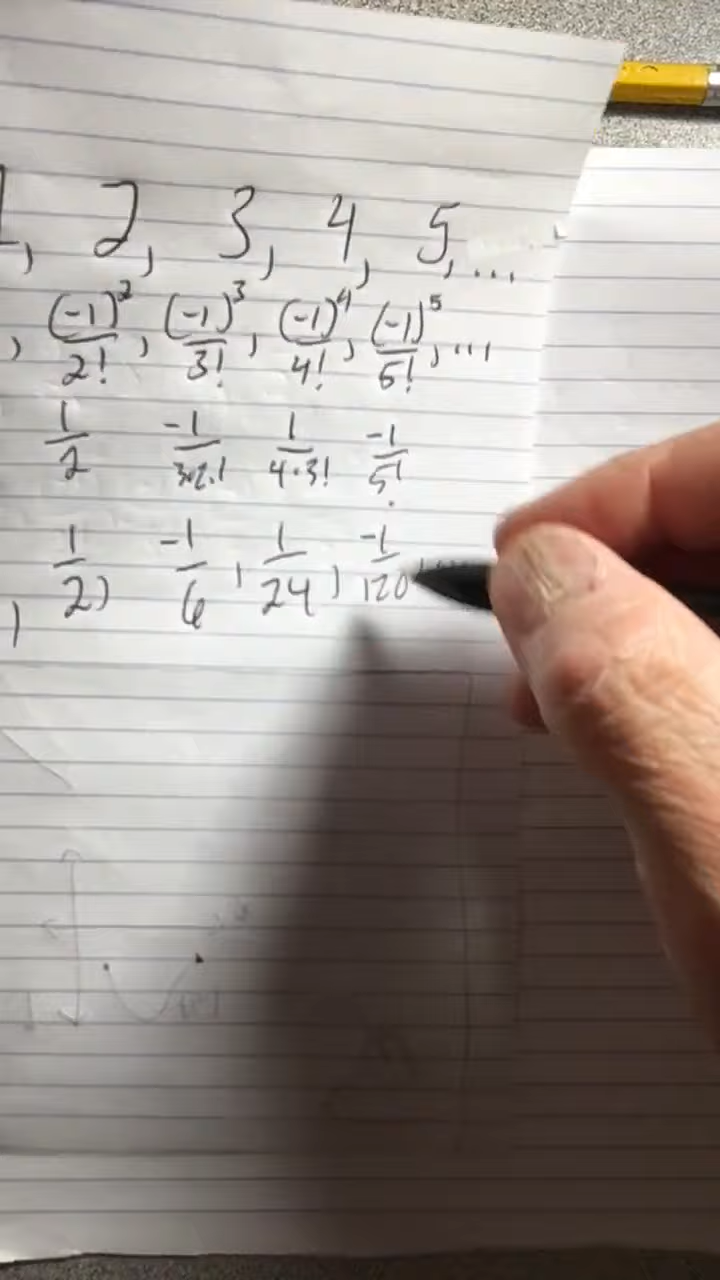 1, 2, 3, 4, 5, ...
, (-1)^2/2!, (-1)^3/3!, (-1)^4/4!, (-1)^5/5!, ...
1/2 -1/3·2·1 1/4·3! -1/5!
, 1/2, -1/6, 1/24, -1/120,